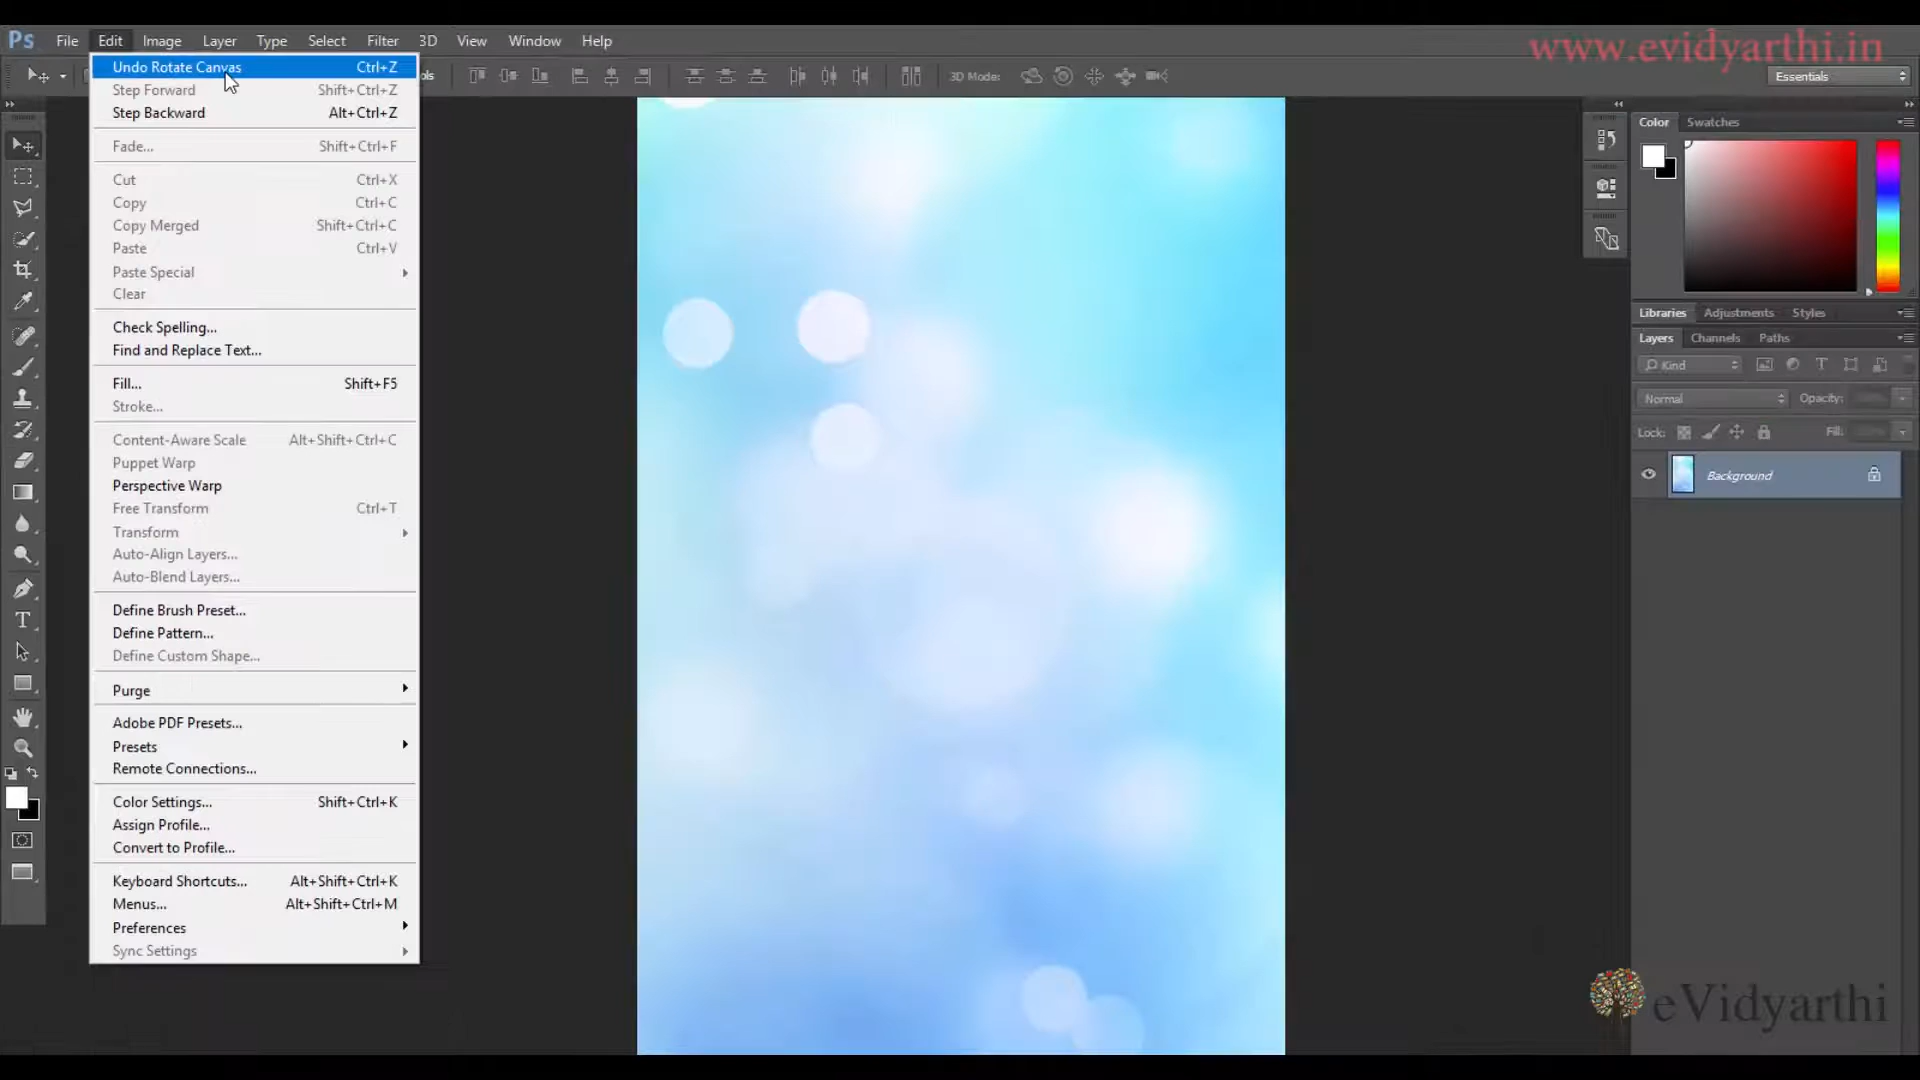 www.evidyarthi.in
Ps File Edit Image Layer Type Select Filter 3D View Window Help
3D Mode: Essentials
Undo Rotate Canvas Ctrl+Z
Step Forward Shift+Ctrl+Z
Step Backward Alt+Ctrl+Z
Fade... Shift+Ctrl+F
Cut Ctrl+X
Copy Ctrl+C
Copy Merged Shift+Ctrl+C
Paste Ctrl+V
Paste Special
Clear
Check Spelling...
Find and Replace Text...
Fill... Shift+F5
Stroke...
Content-Aware Scale Alt+Shift+Ctrl+C
Puppet Warp
Perspective Warp
Free Transform Ctrl+T
Transform
Auto-Align Layers...
Auto-Blend Layers...
Define Brush Preset...
Define Pattern...
Define Custom Shape...
Purge
Adobe PDF Presets...
Presets
Remote Connections...
Color Settings... Shift+Ctrl+K
Assign Profile...
Convert to Profile...
Keyboard Shortcuts... Alt+Shift+Ctrl+K
Menus... Alt+Shift+Ctrl+M
Preferences
Sync Settings
Color Swatches
Libraries Adjustments Styles
Layers Channels Paths
Kind
Normal Opacity:
Lock: Fill:
Background
eVidyarthi